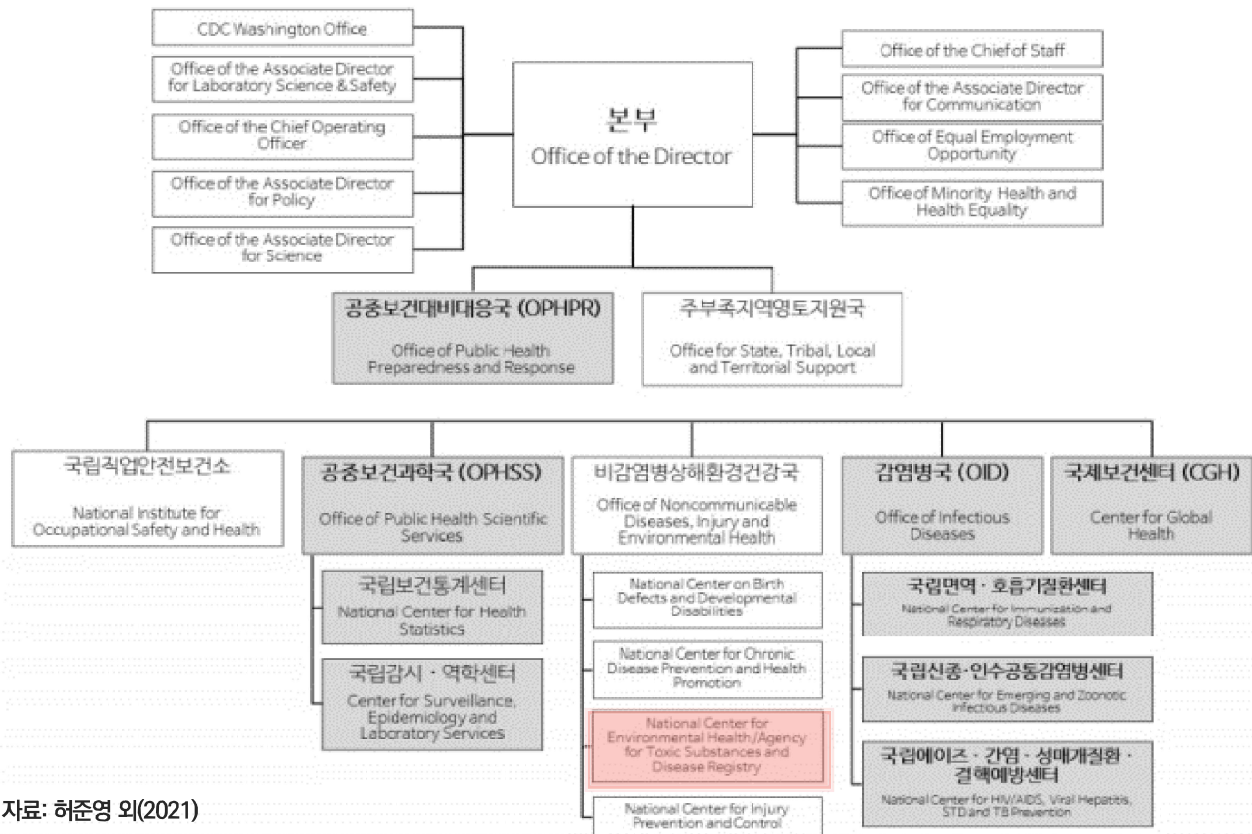 CDC Washington Office
Office of the Associate Director
for Laboratory Science & Safety
Office of the Chief Operating
Officer
Office of the Associate Director
for Policy
Office of the Associate Director
for Science
본부
Office of the Director
Office of the Chief of Staff
Office of the Associate Director
for Communication
Office of Equal Employment
Opportunity
Office of Minority Health and
Health Equality
공중보건대비대응국 (OPHPR)
Office of Public Health
Preparedness and Response
주부족지역영토지원국
Office for State, Tribal, Local
and Territorial Support
국립직업안전보건소
National Institute for
Occupational Safety and Health
공중보건과학국 (OPHSS)
Office of Public Health Scientific
Services
국립보건통계센터
National Center for Health
Statistics
국립감시 · 역학센터
Center for Surveillance,
Epidemiology and
Laboratory Services
비감염병상해환경건강국
Office of Noncommunicable
Diseases, Injury and
Environmental Health
National Center on Birth
Defects and Developmental
Disabilities
National Center for Chronic
Disease Prevention and Health
Promotion
National Center for
Environmental Health/Agency
for Toxic Substances and
Disease Registry
National Center for Injury
Prevention and Control
감염병국 (OID)
Office of Infectious
Diseases
국립면역 · 호흡기질환센터
National Center for Immunization and
Respiratory Diseases
국립신종·인수공통감염병센터
National Center for Emerging and Zoonotic
Infectious Diseases
국립에이즈 · 간염 · 성매개질환 ·
결핵예방센터
National Center for HIV/AIDS, Viral Hepatitis,
STD and TB Prevention
국제보건센터 (CGH)
Center for Global
Health
자료: 허준영 외(2021)